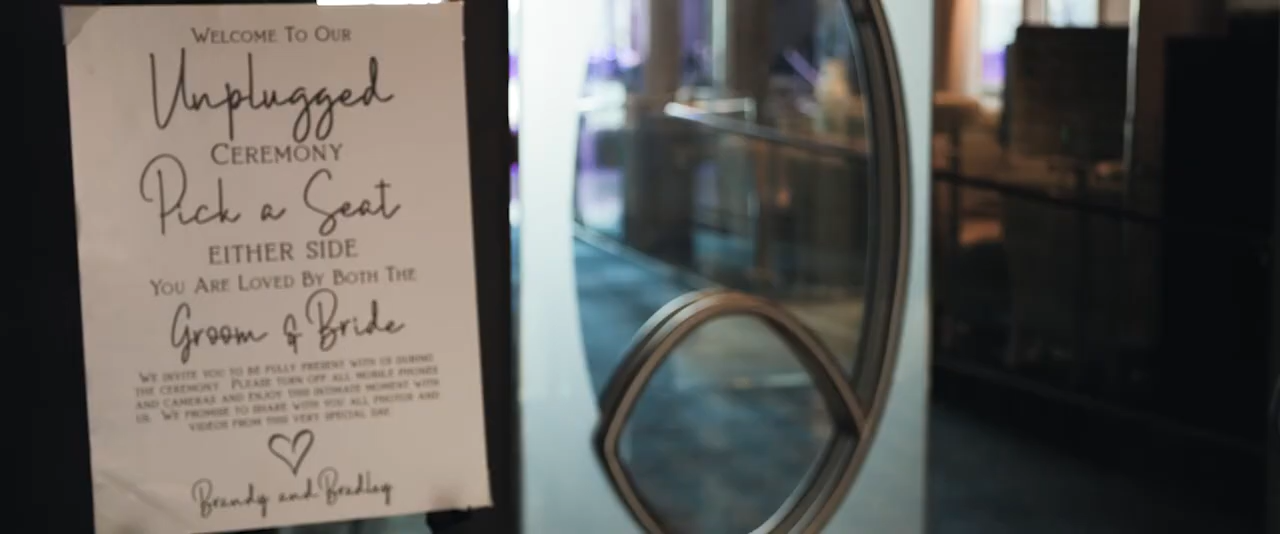 Welcome To Our
Unplugged
Ceremony
Pick a Seat
EITHER SIDE
You Are Loved By Both The
Groom & Bride
We invite you to be fully present with us during
the ceremony. Please turn off all mobile phones
and cameras and enjoy this intimate moment with
us. We promise to share with you all photos and
videos from this very special day.
Brandy and Bradley